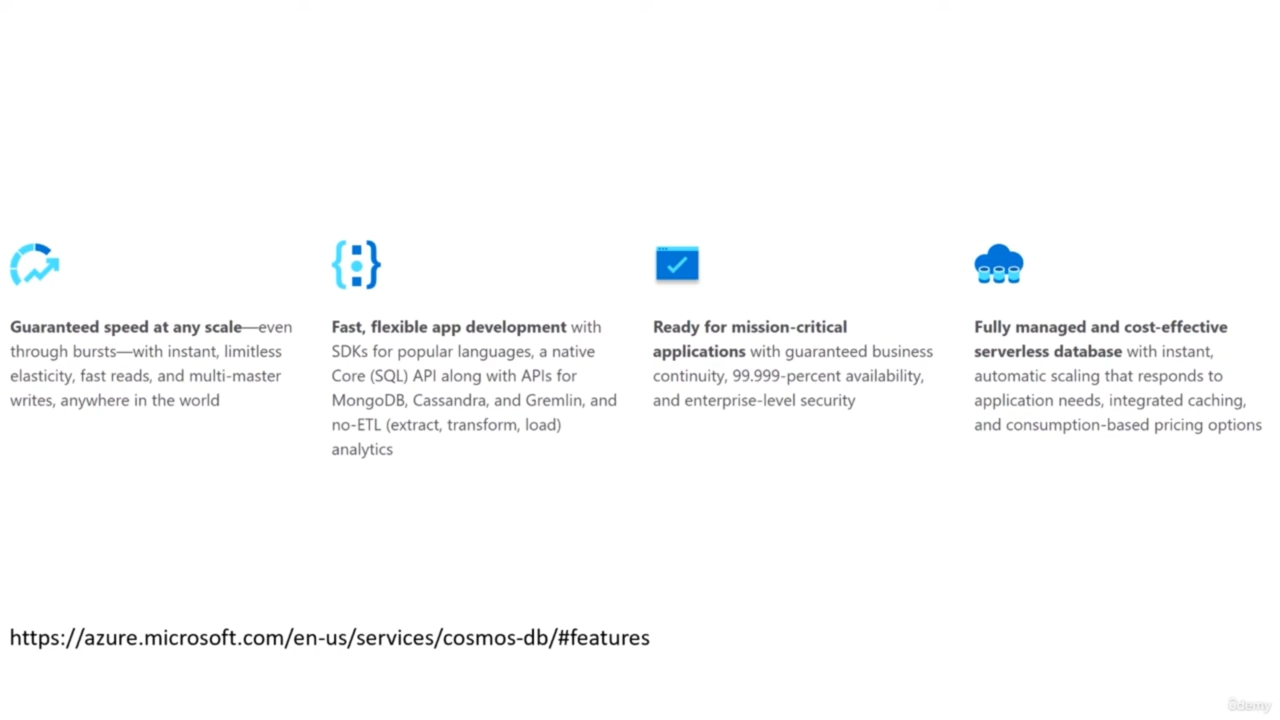 Guaranteed speed at any scale—even
through bursts—with instant, limitless
elasticity, fast reads, and multi-master
writes, anywhere in the world
Fast, flexible app development with
SDKs for popular languages, a native
Core (SQL) API along with APIs for
MongoDB, Cassandra, and Gremlin, and
no-ETL (extract, transform, load)
analytics
Ready for mission-critical
applications with guaranteed business
continuity, 99.999-percent availability,
and enterprise-level security
Fully managed and cost-effective
serverless database with instant,
automatic scaling that responds to
application needs, integrated caching,
and consumption-based pricing options
https://azure.microsoft.com/en-us/services/cosmos-db/#features
ûdemy